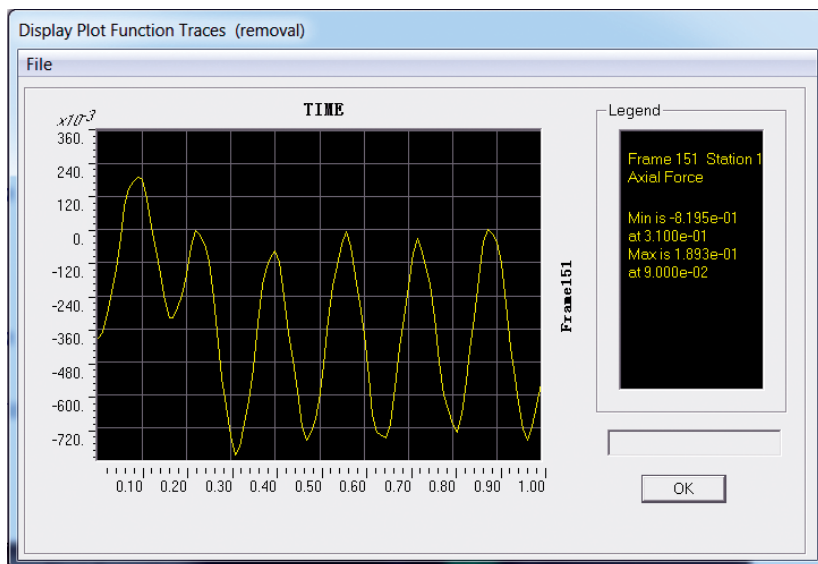 Display Plot Function Traces (removal)
File
TIME
x10-3
360.
240.
120.
0.
-120.
-240.
-360.
-480.
-600.
-720.
0.10 0.20 0.30 0.40 0.50 0.60 0.70 0.80 0.90 1.00
Frame151
Legend
Frame 151 Station 1
Axial Force
Min is -8.195e-01
at 3.100e-01
Max is 1.893e-01
at 9.000e-02
OK